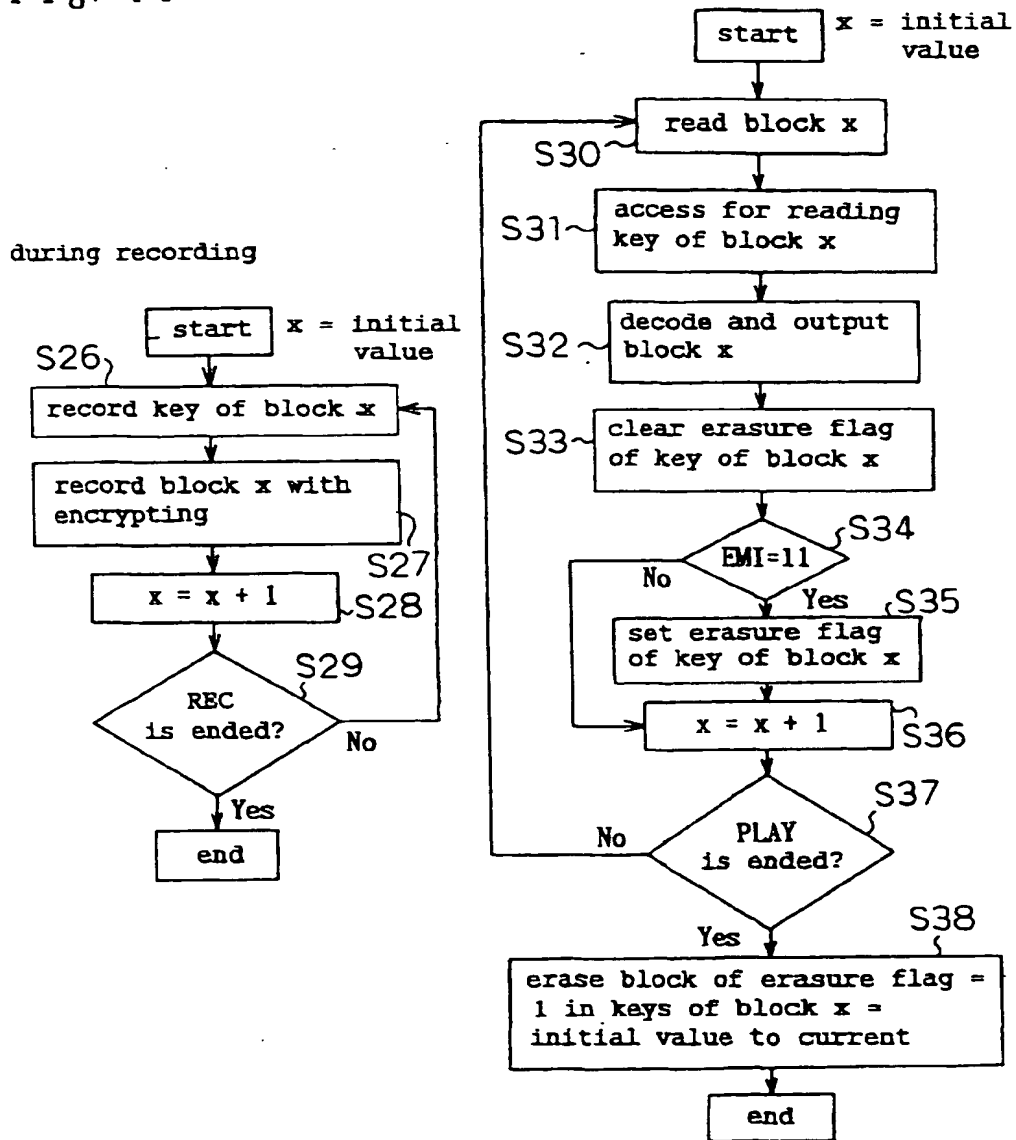 during recording
start
x = initial
value
S26
record key of block x
record block x with
encrypting
S27
x = x + 1
S28
S29
REC
is ended?
No
Yes
end
start
x = initial
value
read block x
S30
S31
access for reading
key of block x
S32
decode and output
block x
S33
clear erasure flag
of key of block x
S34
EMI=11
No
Yes
S35
set erasure flag
of key of block x
x = x + 1
S36
S37
PLAY
is ended?
No
Yes
S38
erase block of erasure flag =
1 in keys of block x =
initial value to current
end